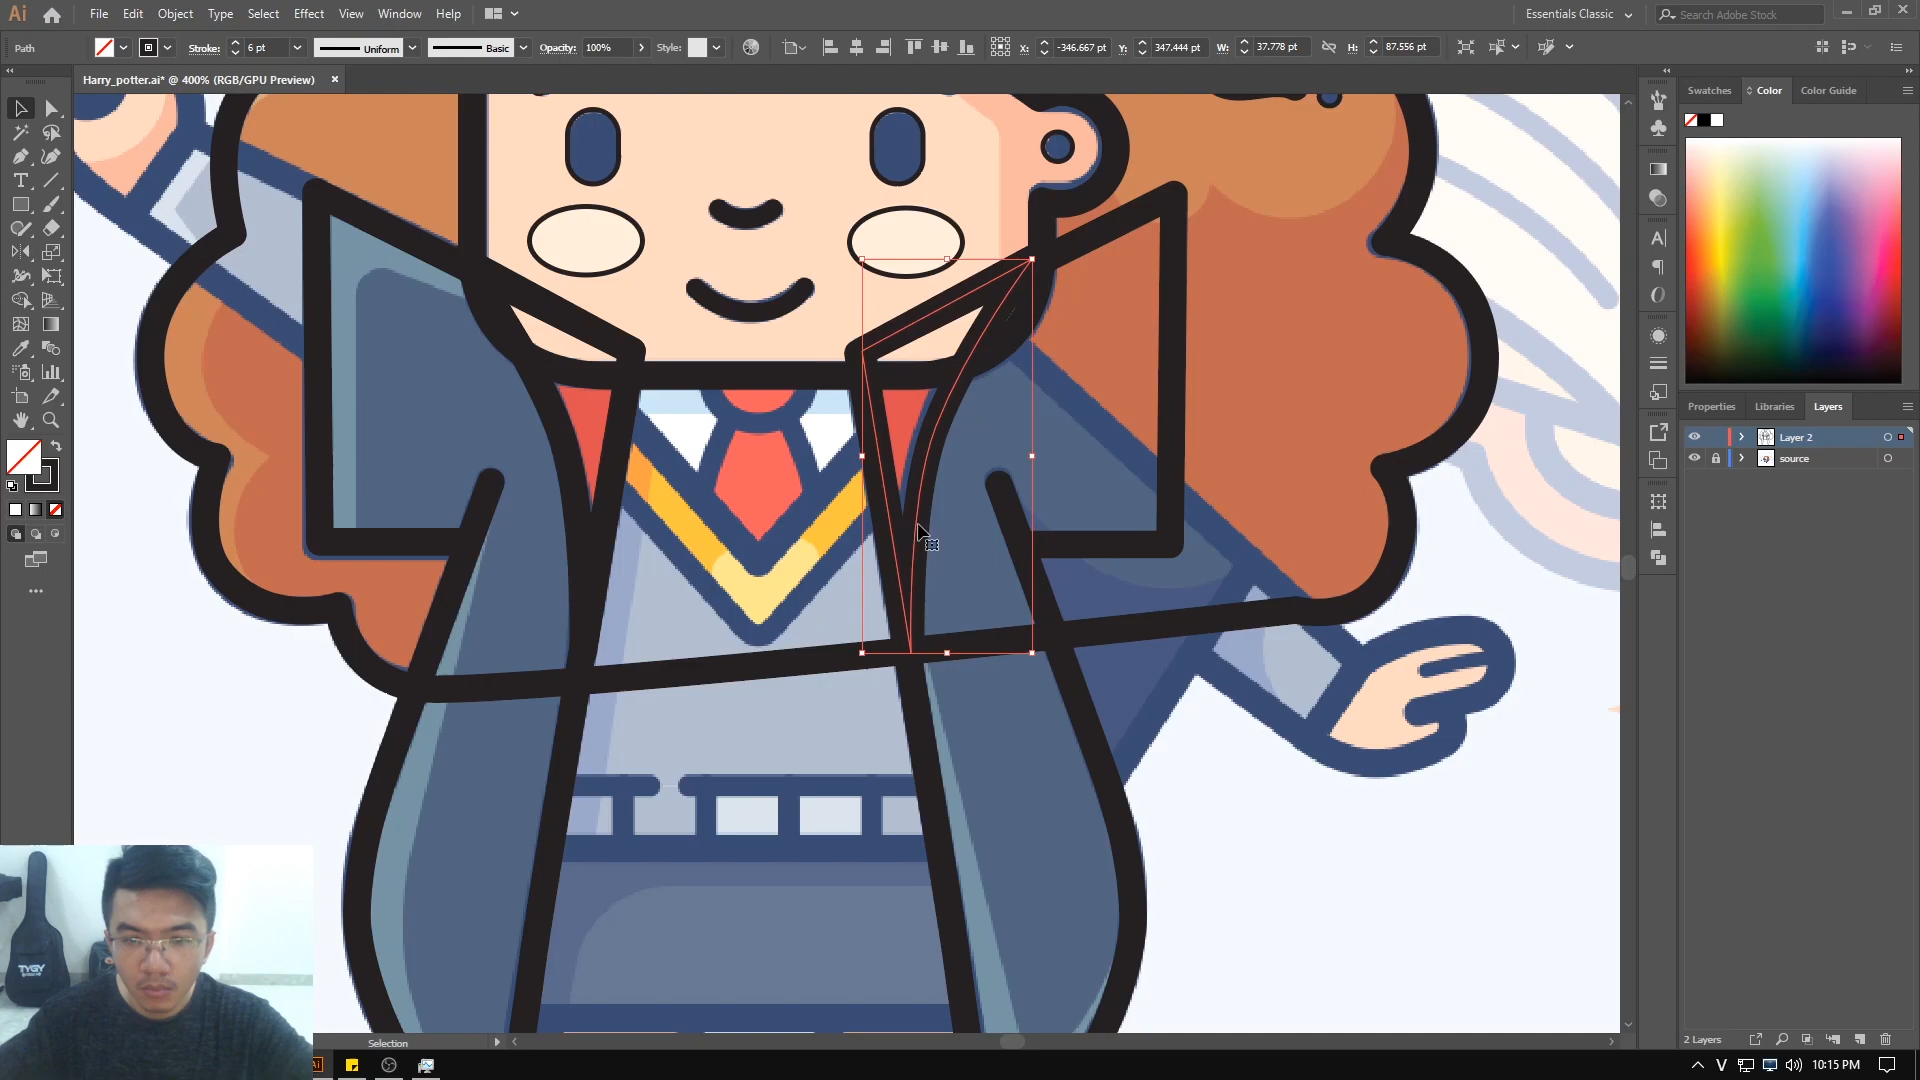 Ai File Edit Object Type Select Effect View Window Help Essentials Classic Search Adobe Stock
Path Stroke: 6 pt Uniform Basic Opacity: 100% Style: X: -346.667 pt Y: 347.444 pt W: 37.778 pt H: 87.556 pt
Harry_potter.ai* @ 400% (RGB/GPU Preview)
Swatches Color Color Guide
Properties Libraries Layers
Layer 2
source
TYGY
Selection
2 Layers
Ai V 10:15 PM